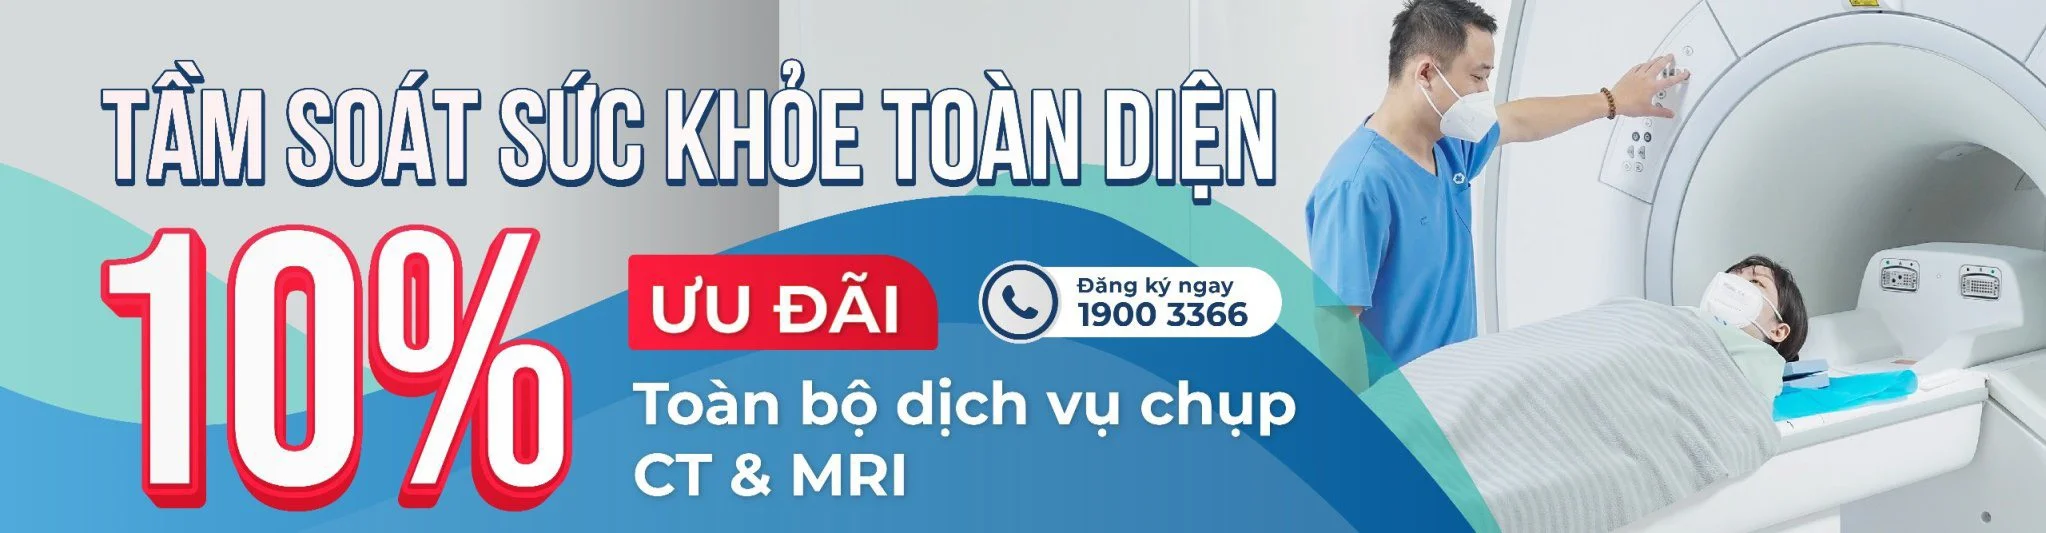 TẦM SOÁT SỨC KHỎE TOÀN DIỆN
10%
ƯU ĐÃI
Đăng ký ngay
1900 3366
Toàn bộ dịch vụ chụp
CT & MRI